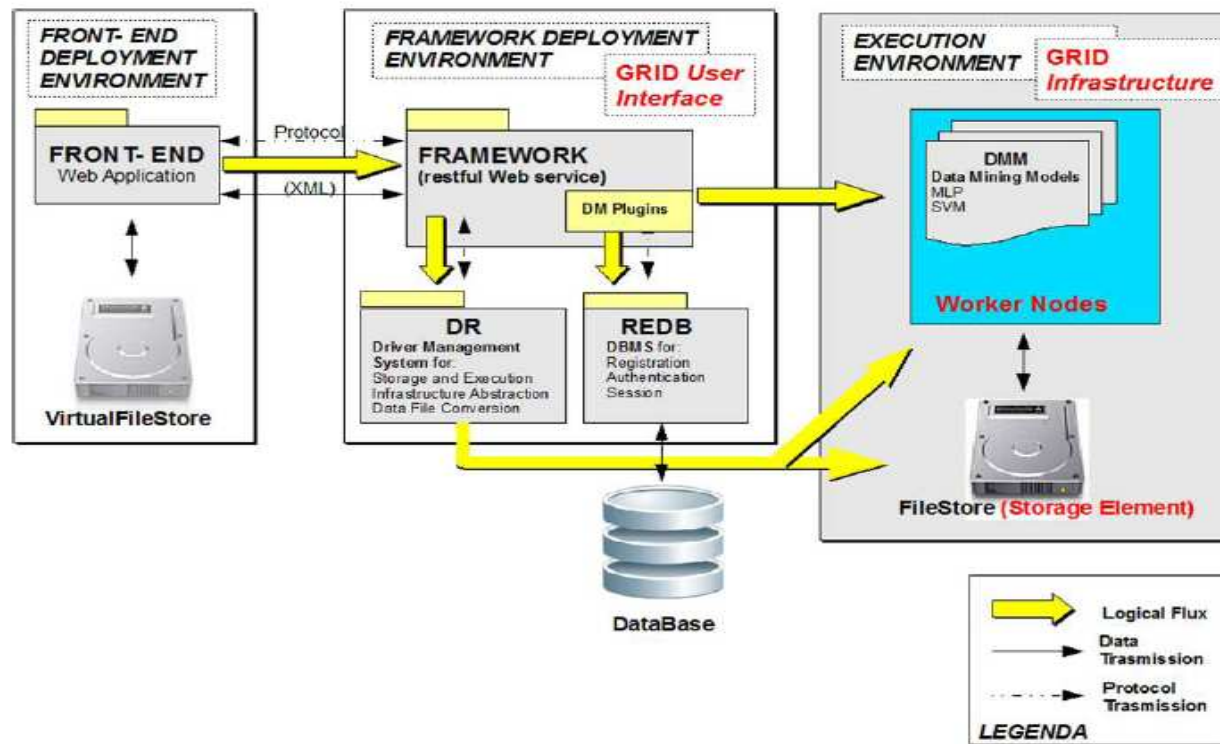 FRONT- END
DEPLOYMENT
ENVIRONMENT
FRONT- END
Web Application
VirtualFileStore
Protocol
(XML)
FRAMEWORK DEPLOYMENT
ENVIRONMENT
GRID User
Interface
FRAMEWORK
(restful Web service)
DM Plugins
DR
Driver Management
System for:
Storage and Execution
Infrastructure Abstraction
Data File Conversion
REDB
DBMS for:
Registration
Authentication
Session
DataBase
EXECUTION
ENVIRONMENT
GRID
Infrastructure
DMM
Data Mining Models
MLP
SVM
Worker Nodes
FileStore (Storage Element)
Logical Flux
Data
Trasmission
Protocol
Trasmission
LEGENDA